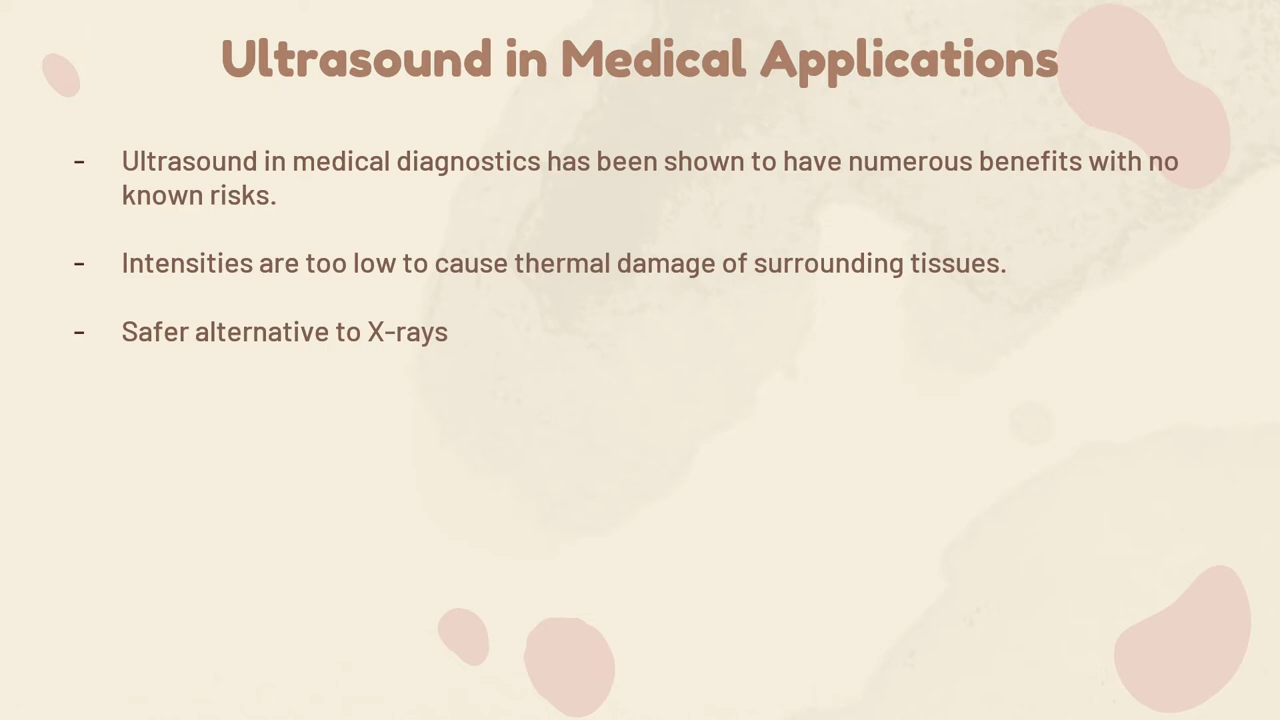 Ultrasound in Medical Applications
- Ultrasound in medical diagnostics has been shown to have numerous benefits with no
known risks.
- Intensities are too low to cause thermal damage of surrounding tissues.
- Safer alternative to X-rays